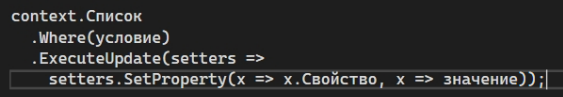 context.Список
.Where(условие)
.ExecuteUpdate(setters =>
setters.SetProperty(x => x.Свойство, x => значение));